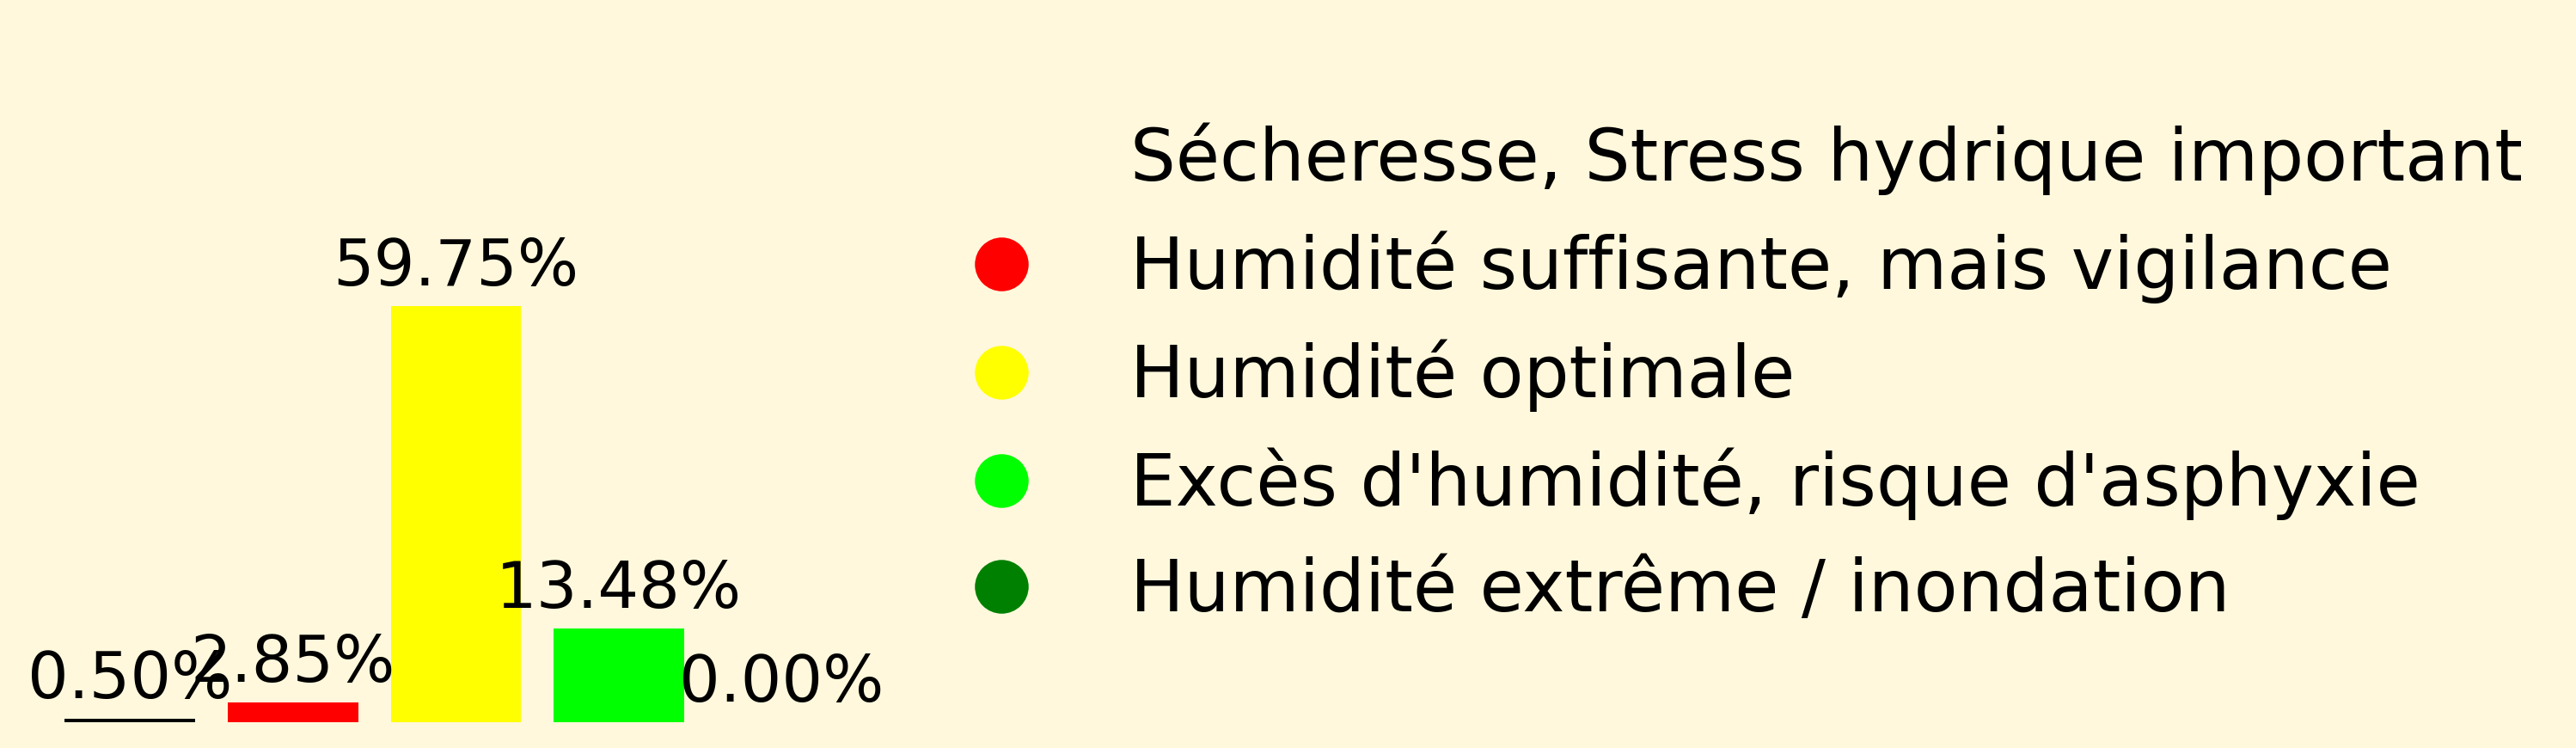 Sécheresse, Stress hydrique important
Humidité suffisante, mais vigilance
Humidité optimale
Excès d'humidité, risque d'asphyxie
Humidité extrême / inondation
59.75%
13.48%
2.85%
0.50%
0.00%